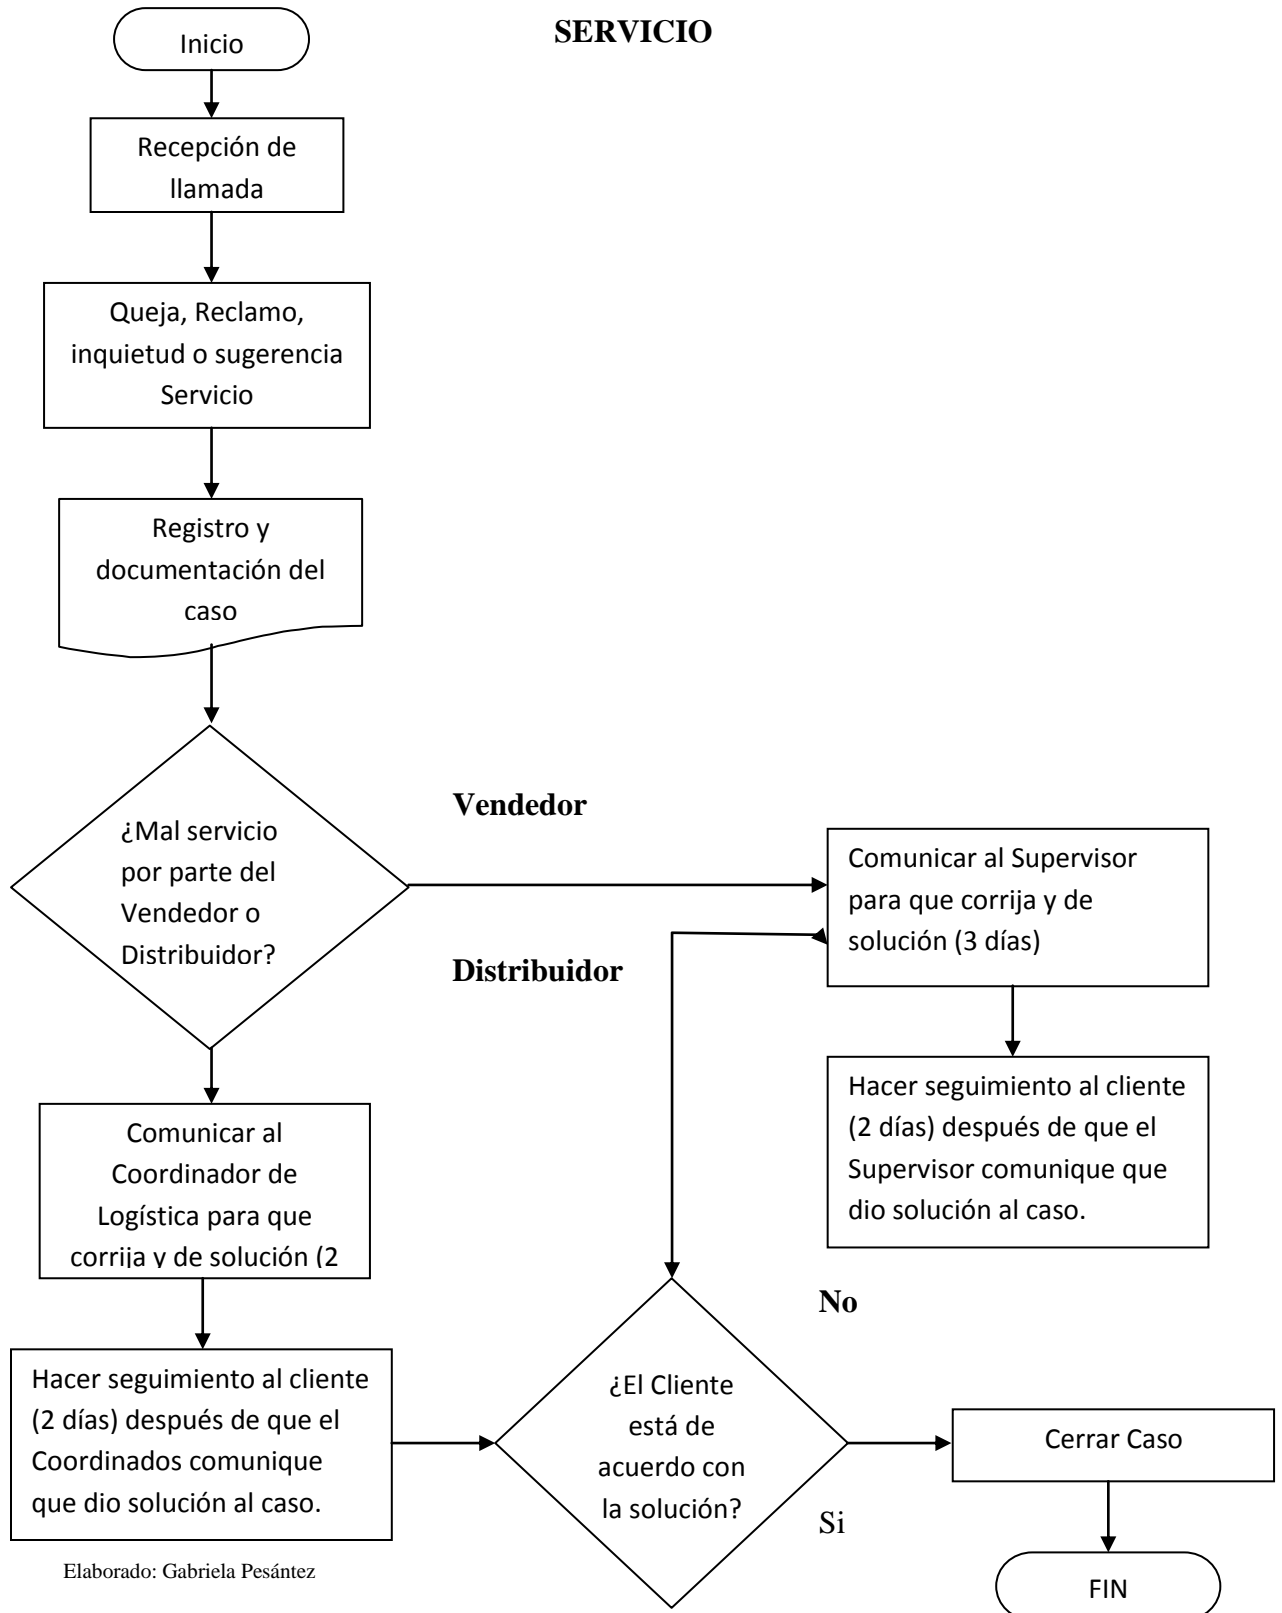 SERVICIO
Inicio
Recepción de
llamada
Queja, Reclamo,
inquietud o sugerencia
Servicio
Registro y
documentación del
caso
¿Mal servicio
por parte del
Vendedor o
Distribuidor?
Vendedor
Distribuidor
Comunicar al Supervisor
para que corrija y de
solución (3 días)
Hacer seguimiento al cliente
(2 días) después de que el
Supervisor comunique que
dio solución al caso.
Comunicar al
Coordinador de
Logística para que
corrija y de solución (2
Hacer seguimiento al cliente
(2 días) después de que el
Coordinados comunique
que dio solución al caso.
¿El Cliente
está de
acuerdo con
la solución?
No
Si
Cerrar Caso
FIN
Elaborado: Gabriela Pesántez